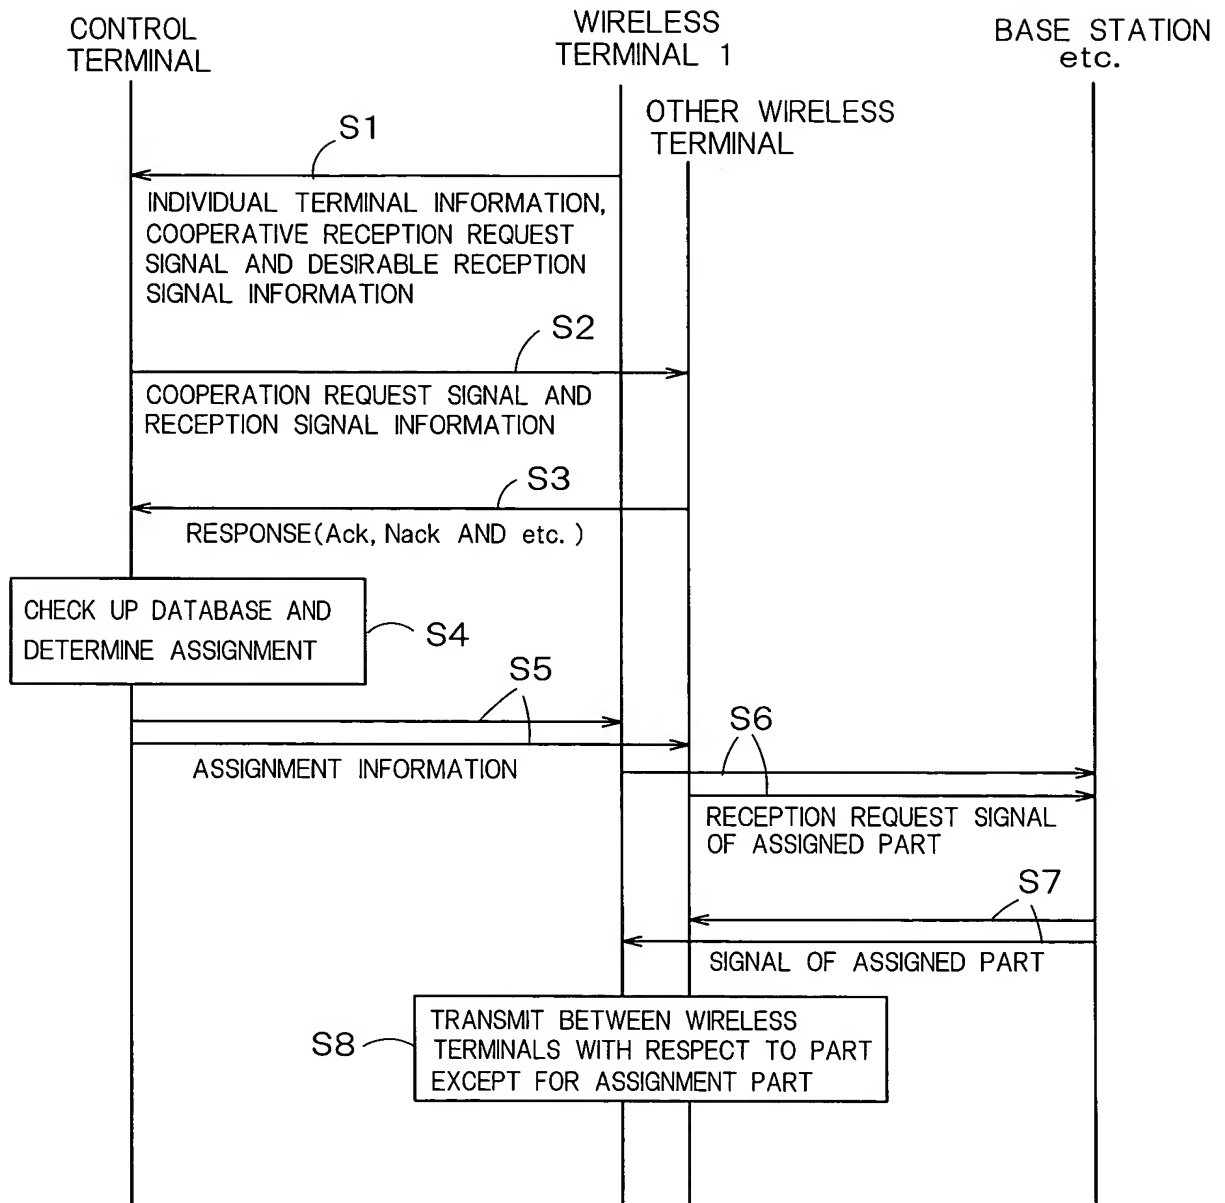 CONTROL
TERMINAL
WIRELESS
TERMINAL 1
BASE STATION
etc.
OTHER WIRELESS
TERMINAL
S1
INDIVIDUAL TERMINAL INFORMATION,
COOPERATIVE RECEPTION REQUEST
SIGNAL AND DESIRABLE RECEPTION
SIGNAL INFORMATION
S2
COOPERATION REQUEST SIGNAL AND
RECEPTION SIGNAL INFORMATION
S3
RESPONSE(Ack, Nack AND etc.)
CHECK UP DATABASE AND
DETERMINE ASSIGNMENT
S4
S5
ASSIGNMENT INFORMATION
S6
RECEPTION REQUEST SIGNAL
OF ASSIGNED PART
S7
SIGNAL OF ASSIGNED PART
S8
TRANSMIT BETWEEN WIRELESS
TERMINALS WITH RESPECT TO PART
EXCEPT FOR ASSIGNMENT PART